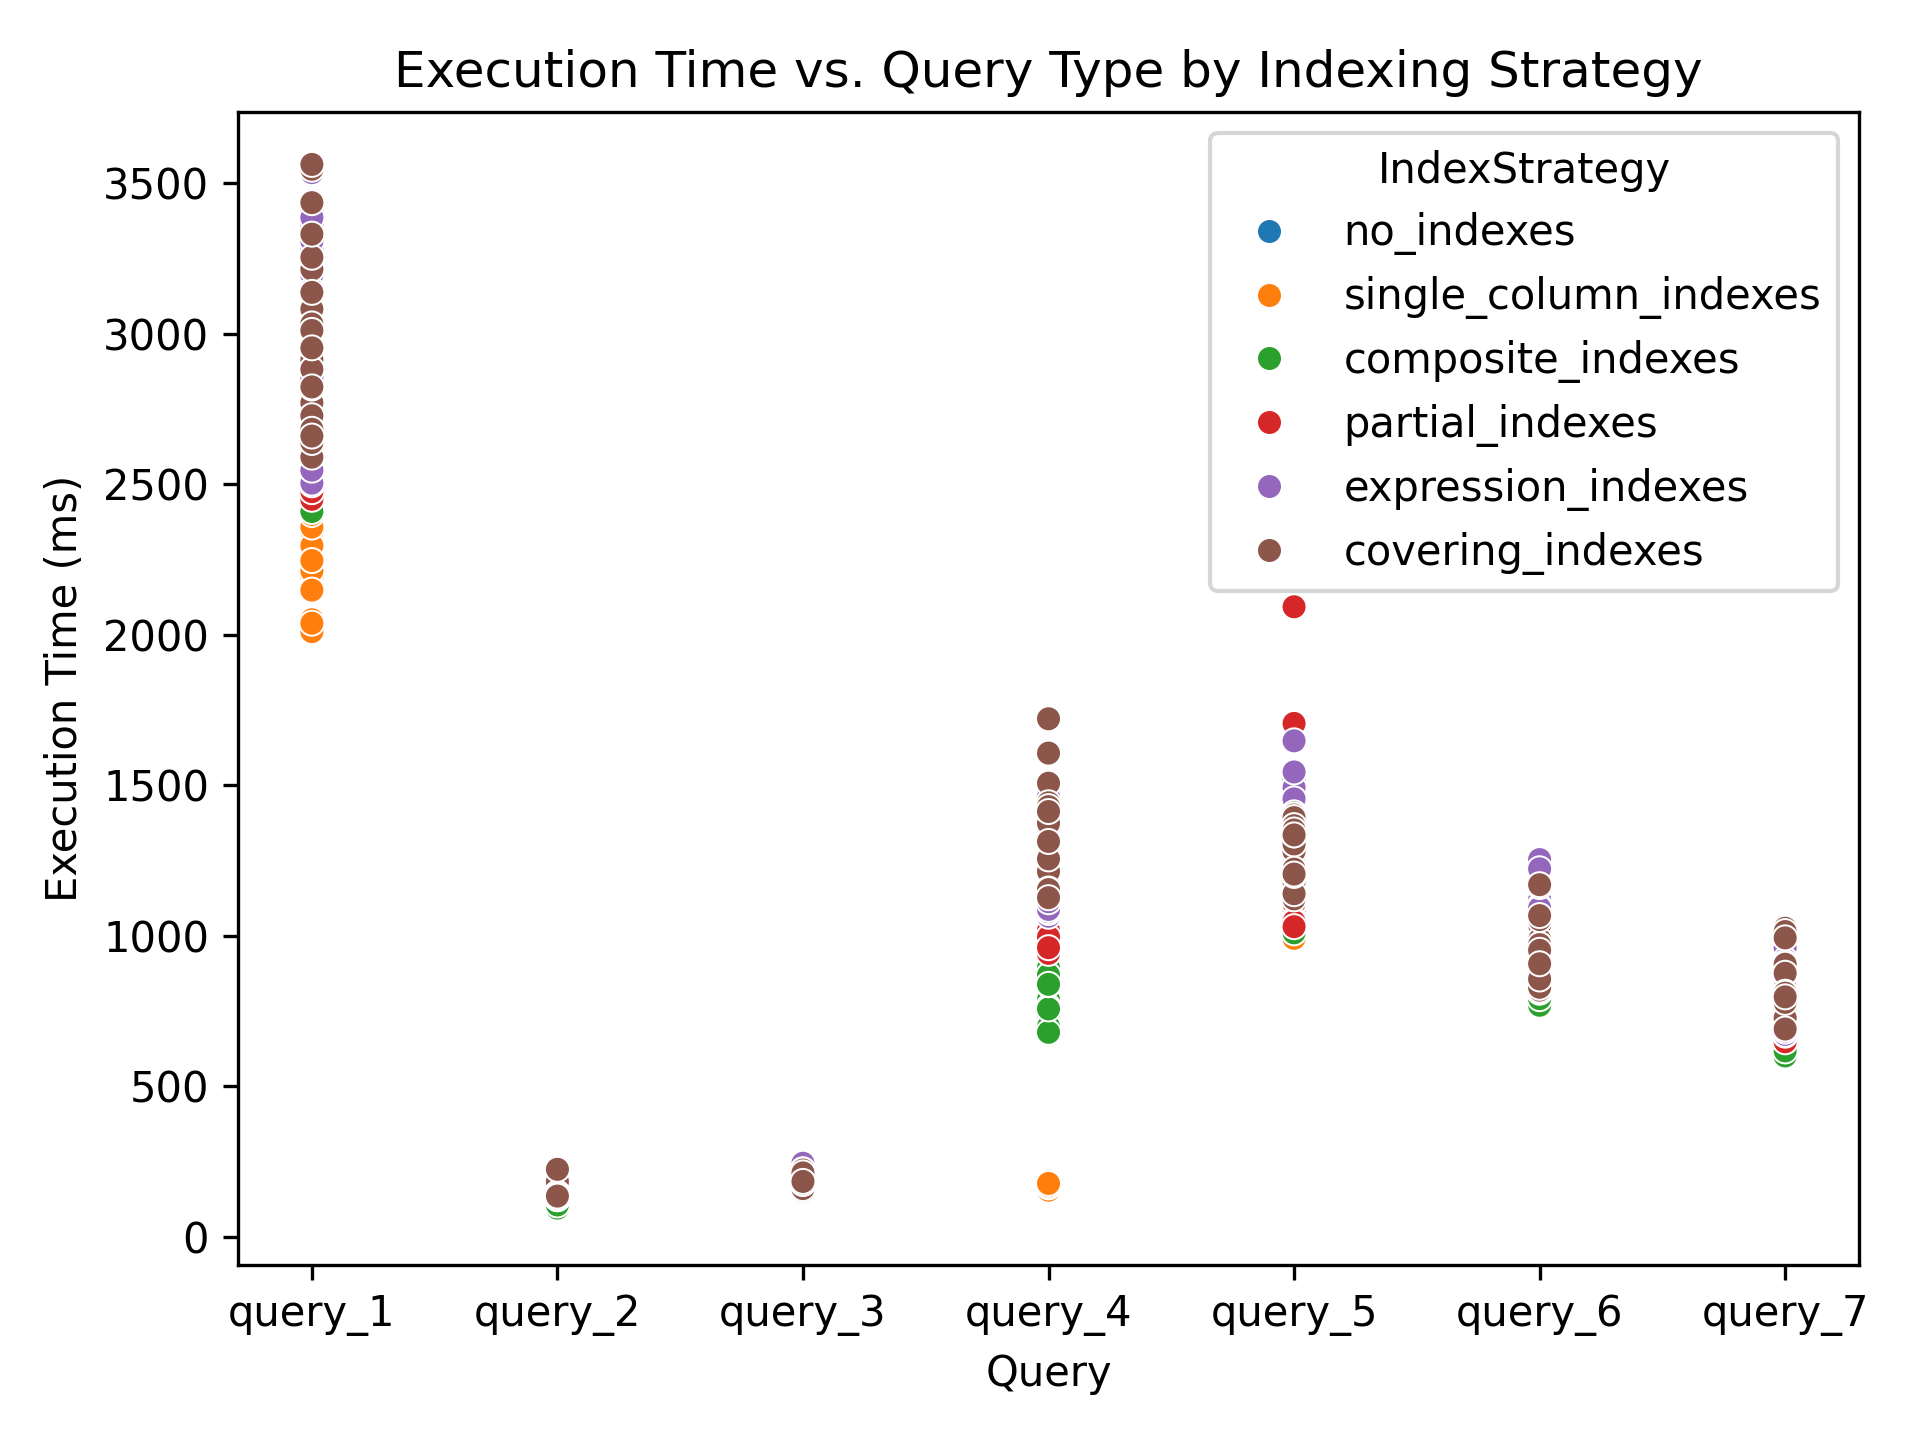 Execution Time vs. Query Type by Indexing Strategy
IndexStrategy
no_indexes
single_column_indexes
composite_indexes
partial_indexes
expression_indexes
covering_indexes
Execution Time (ms)
3500
3000
2500
2000
1500
1000
500
0
query_1 query_2 query_3 query_4 query_5 query_6 query_7
Query